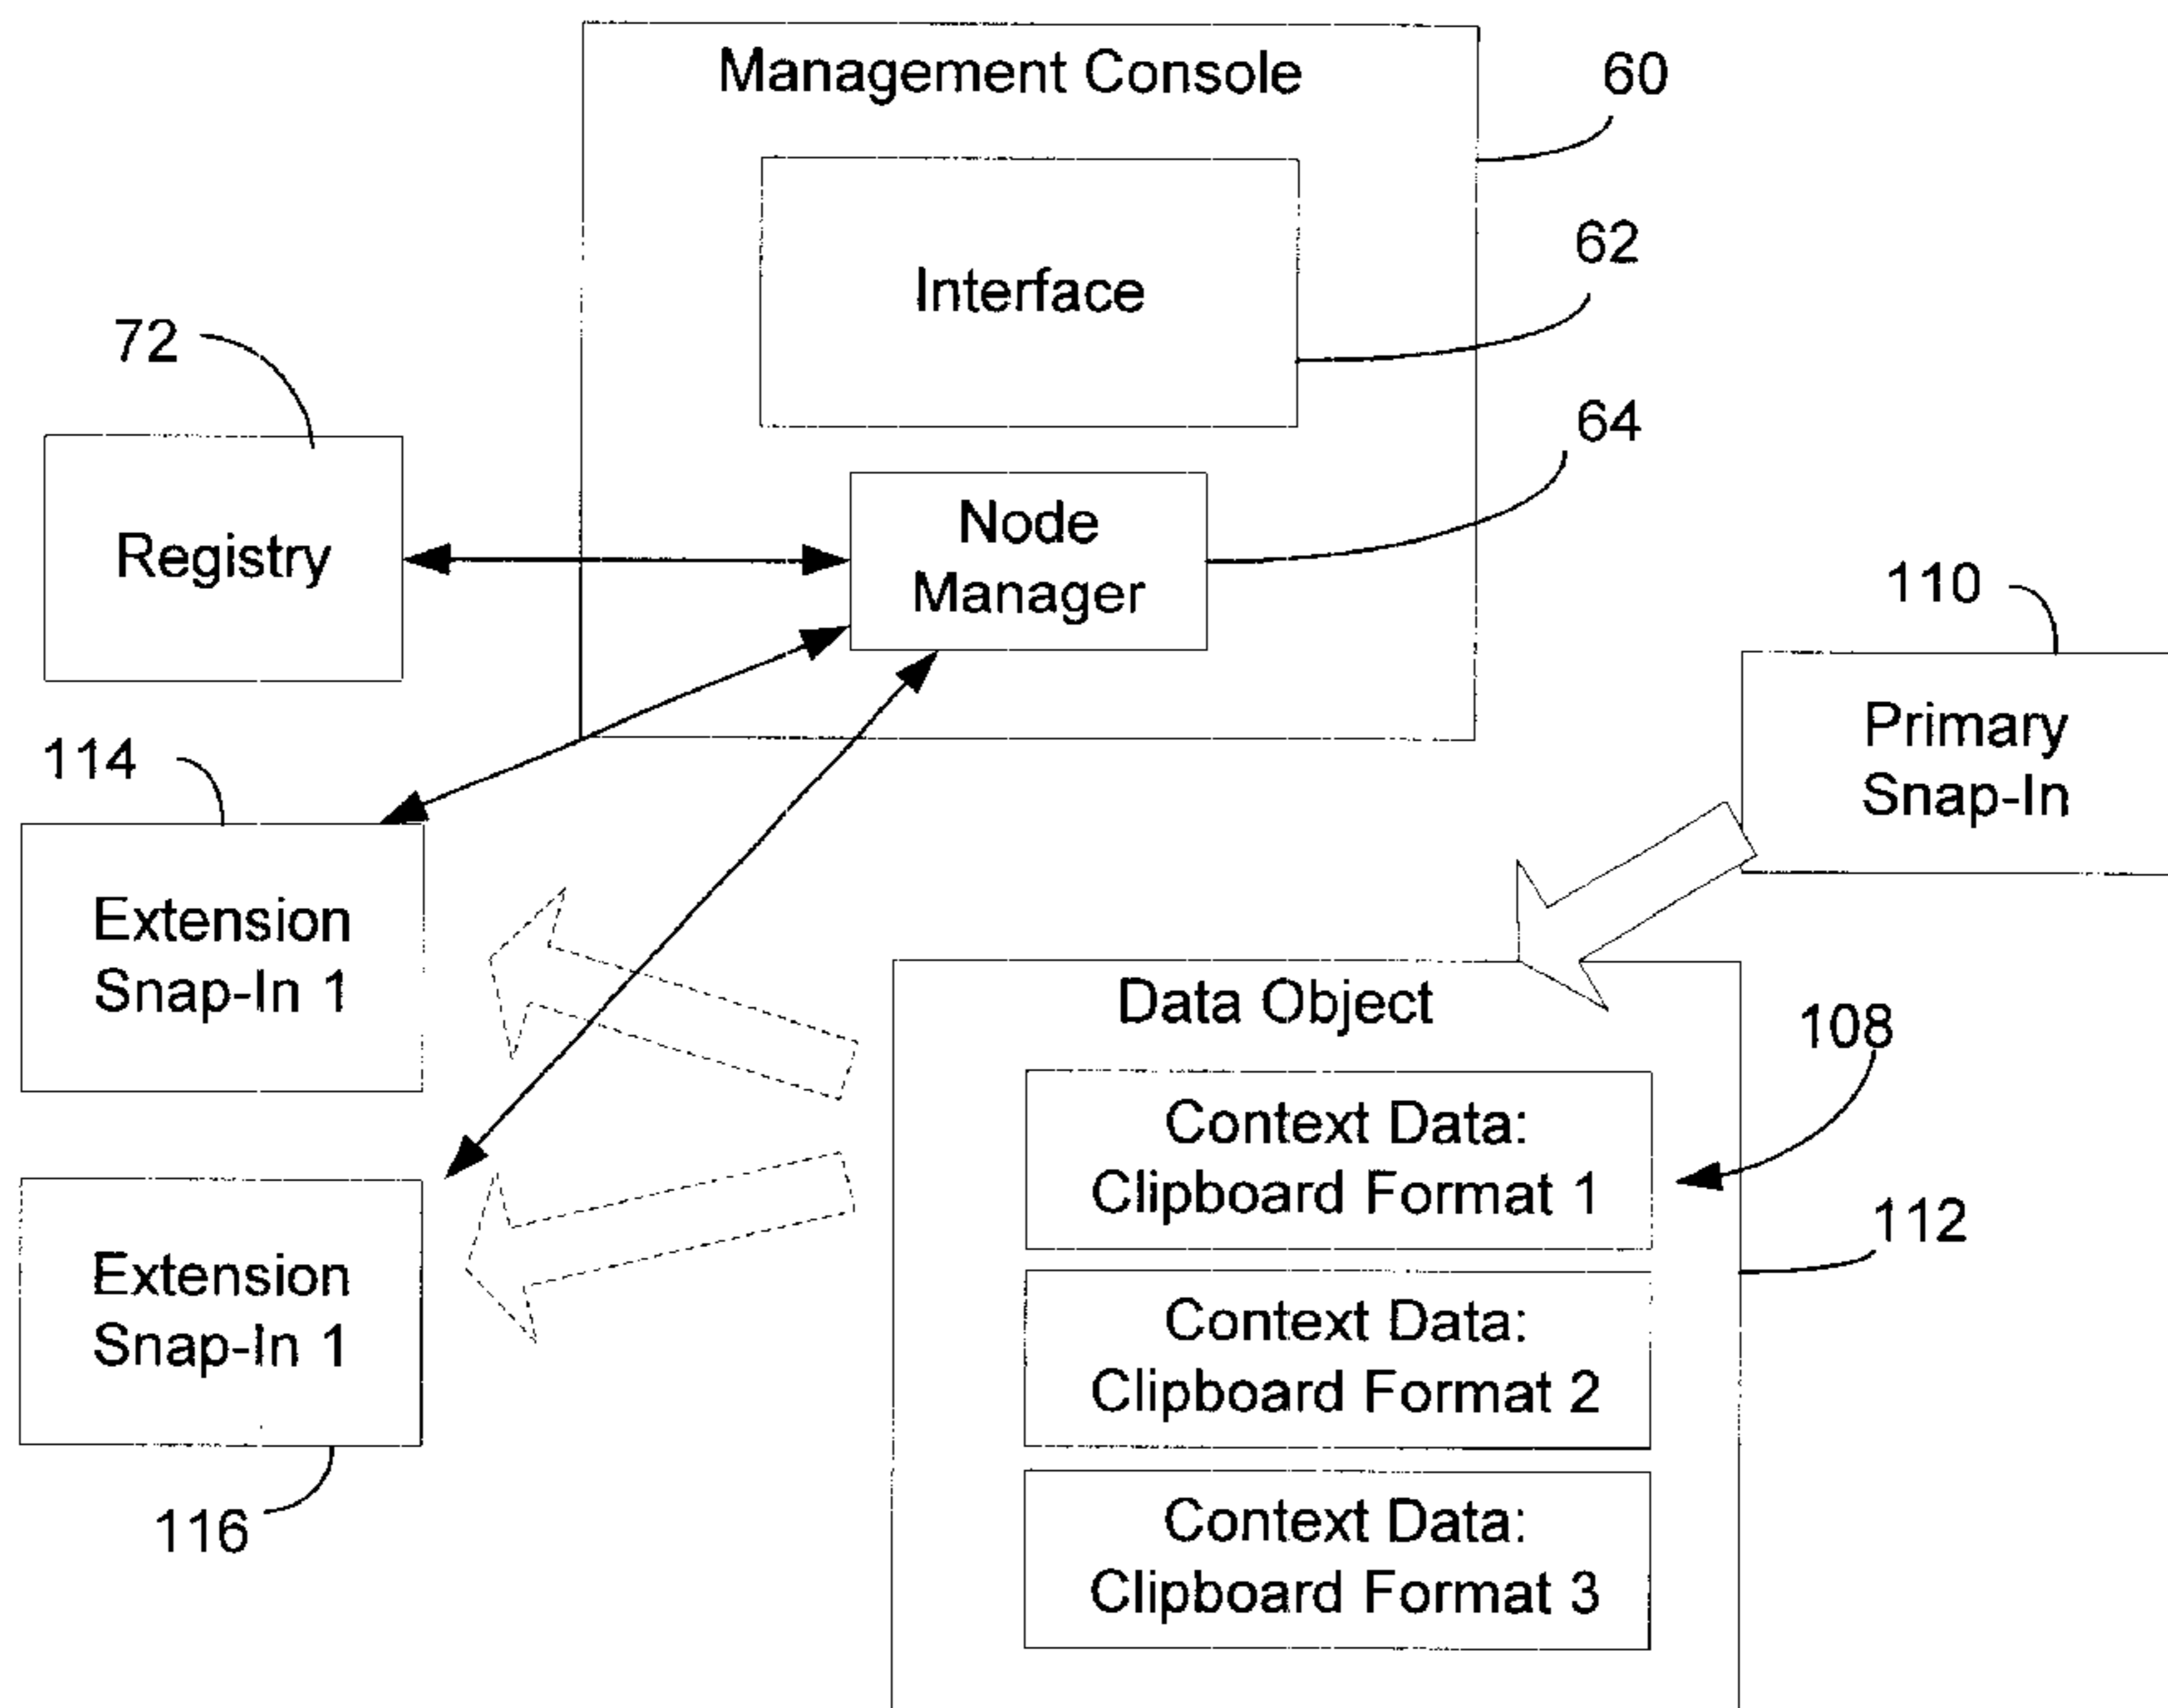 Management Console
60
Interface
62
72
64
Registry
Node
Manager
110
Primary
Snap-In
114
Extension
Snap-In 1
Data Object
108
Context Data:
Clipboard Format 1
112
Extension
Snap-In 1
Context Data:
Clipboard Format 2
116
Context Data:
Clipboard Format 3